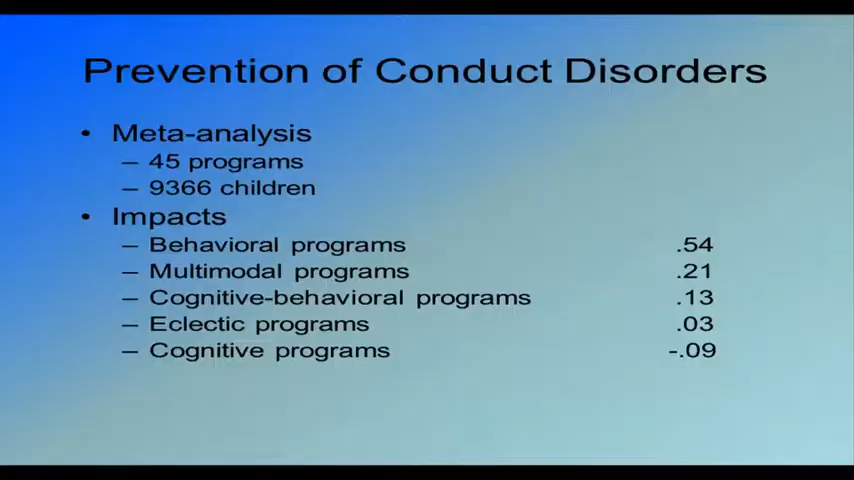 Prevention of Conduct Disorders
• Meta-analysis
– 45 programs
– 9366 children
• Impacts
– Behavioral programs .54
– Multimodal programs .21
– Cognitive-behavioral programs .13
– Eclectic programs .03
– Cognitive programs -.09